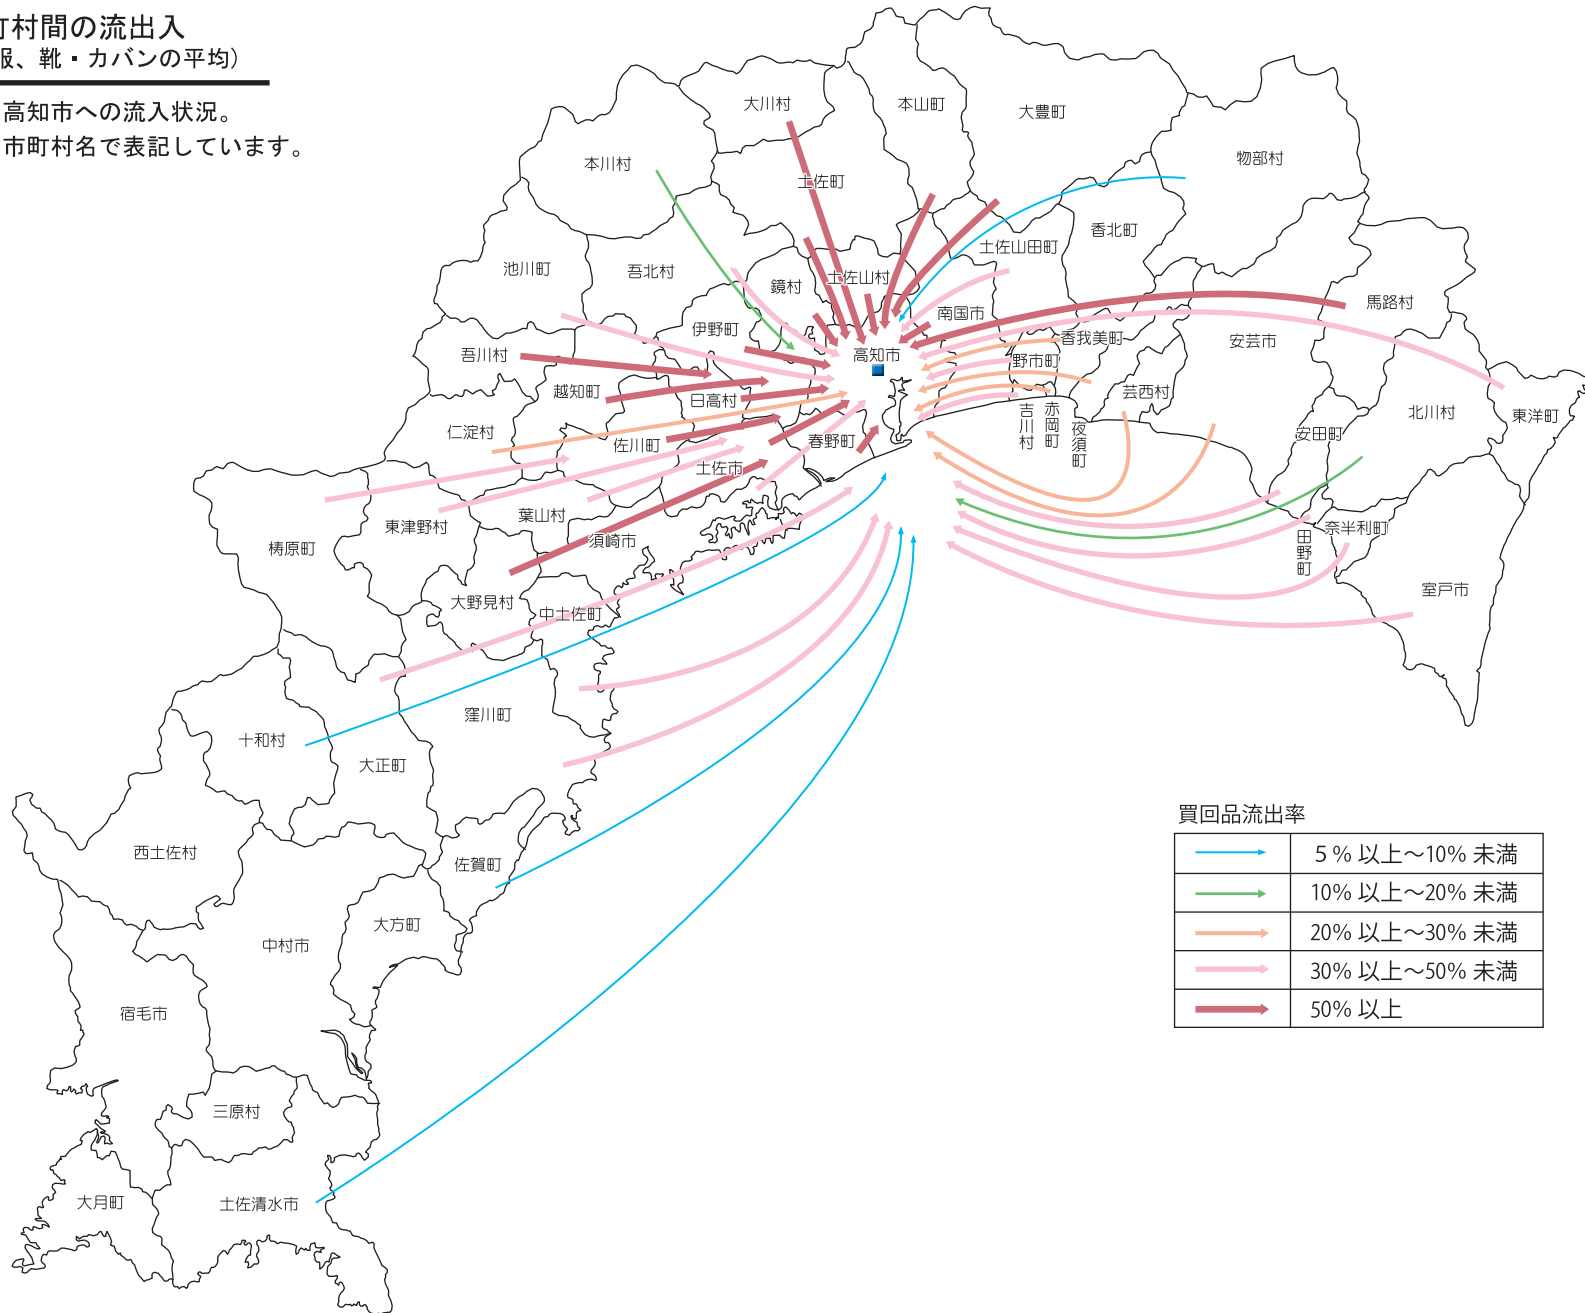 町村間の流出入
服、靴・カバンの平均）
高知市への流入状況。
市町村名で表記しています。
大川村
本山町
大豊町
本川村
土佐町
物部村
香北町
土佐山田町
池川町
吾北村
鏡村
土佐山村
馬路村
伊野町
南国市
香我美町
安芸市
吾川村
高知市
野市町
越知町
日高村
芸西村
北川村
東洋町
仁淀村
佐川町
春野町
吉川村
赤岡町
夜須町
安田町
土佐市
東津野村
葉山村
梼原町
須崎市
奈半利町
田野町
大野見村
中土佐町
室戸市
窪川町
十和村
大正町
西土佐村
佐賀町
大方町
中村市
宿毛市
三原村
大月町
土佐清水市
買回品流出率
5％以上～10％未満
10％以上～20％未満
20％以上～30％未満
30％以上～50％未満
50％以上